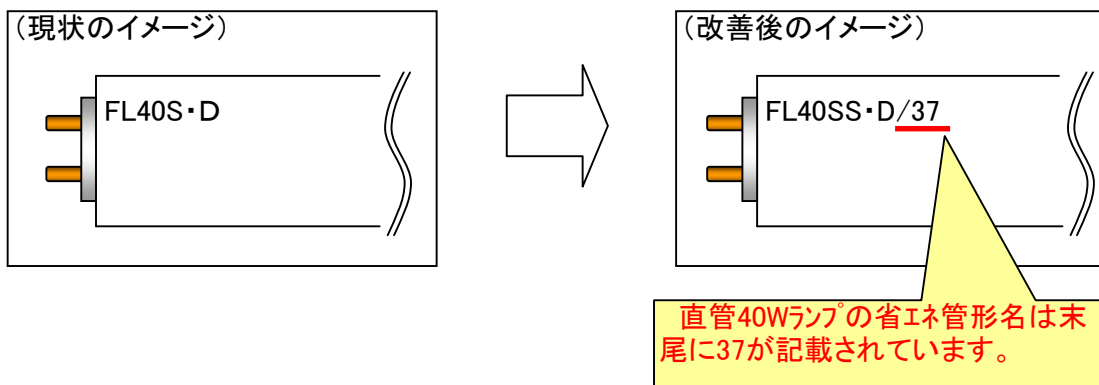 (現状のイメージ)
FL40S・D
(改善後のイメージ)
FL40SS・D/37
直管40Wﾗﾝﾌﾟの省ｴﾈ管形名は末
尾に37が記載されています。